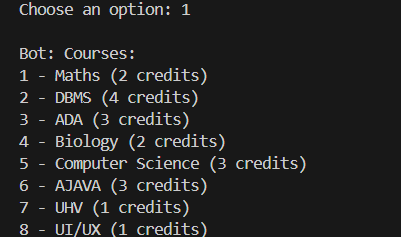 Choose an option: 1
Bot: Courses:
1 - Maths (2 credits)
2 - DBMS (4 credits)
3 - ADA (3 credits)
4 - Biology (2 credits)
5 - Computer Science (3 credits)
6 - AJAVA (3 credits)
7 - UHV (1 credits)
8 - UI/UX (1 credits)